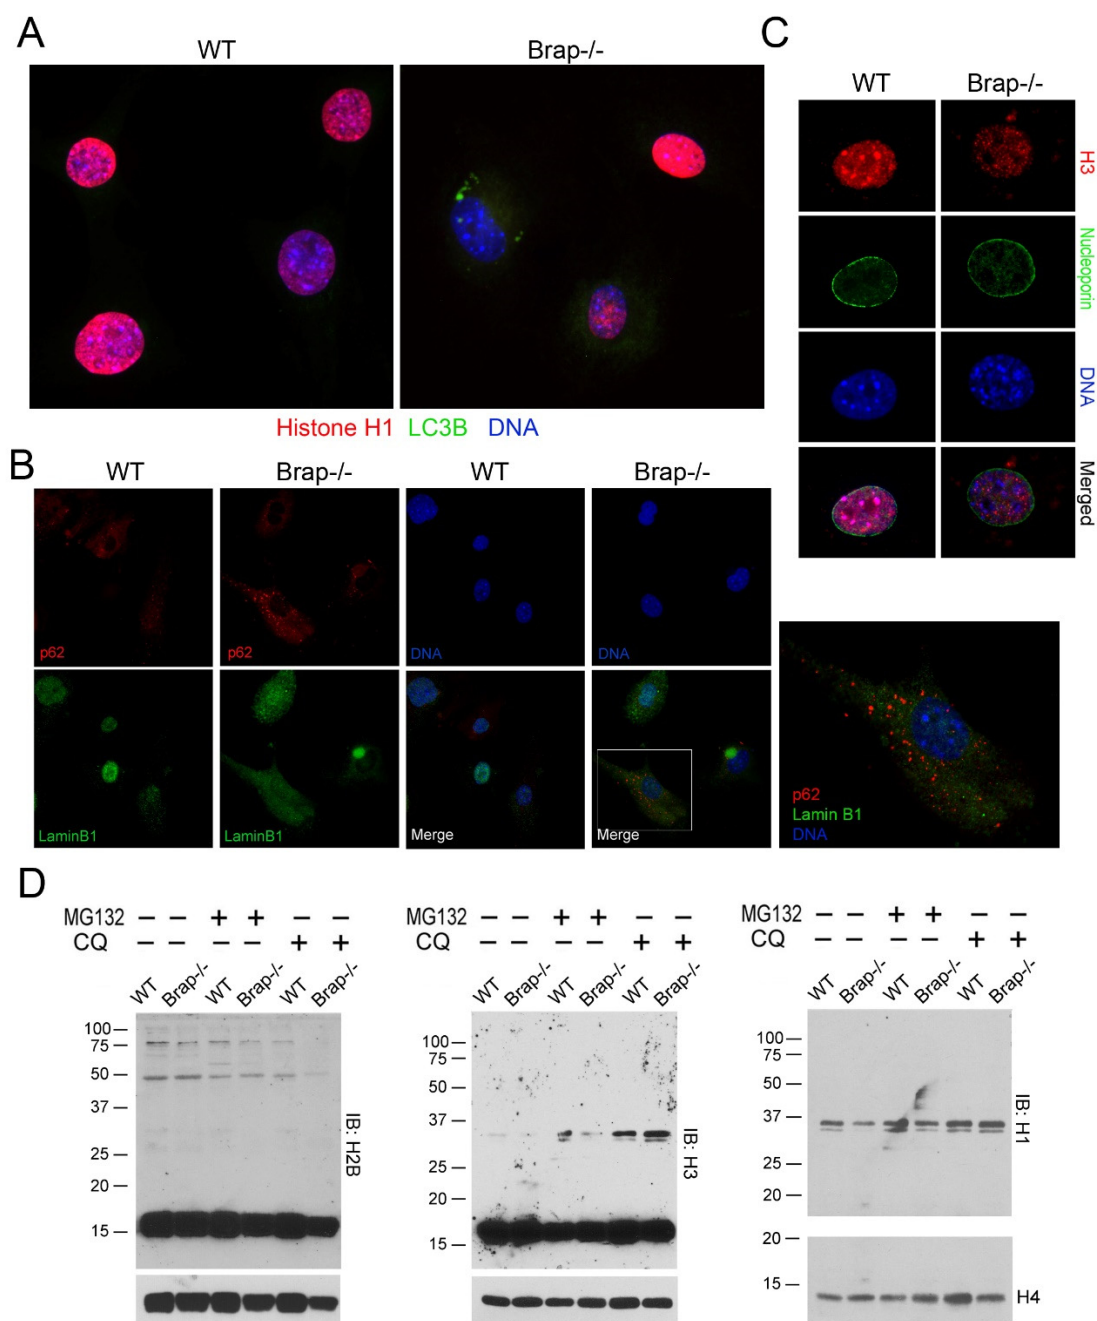 A
WT
Brap-/-
Histone H1 LC3B DNA
C
WT
Brap-/-
H3
Nucleoporin
DNA
Merged
B
WT
Brap-/-
WT
Brap-/-
p62
p62
DNA
DNA
LaminB1
LaminB1
Merge
Merge
p62
Lamin B1
DNA
D
MG132 − − + + − −
CQ − − − − + +
WT Brap-/- WT Brap-/- WT Brap-/-
100
75
50
37
25
20
15
IB: H2B
− − + + − −
− − − − + +
MG132
CQ
WT Brap-/- WT Brap-/- WT Brap-/-
100
75
50
37
25
20
15
IB: H3
MG132 − − + + − −
CQ − − − − + +
WT Brap-/- WT Brap-/- WT Brap-/-
100
75
50
37
25
20
IB: H1
20
15
H4